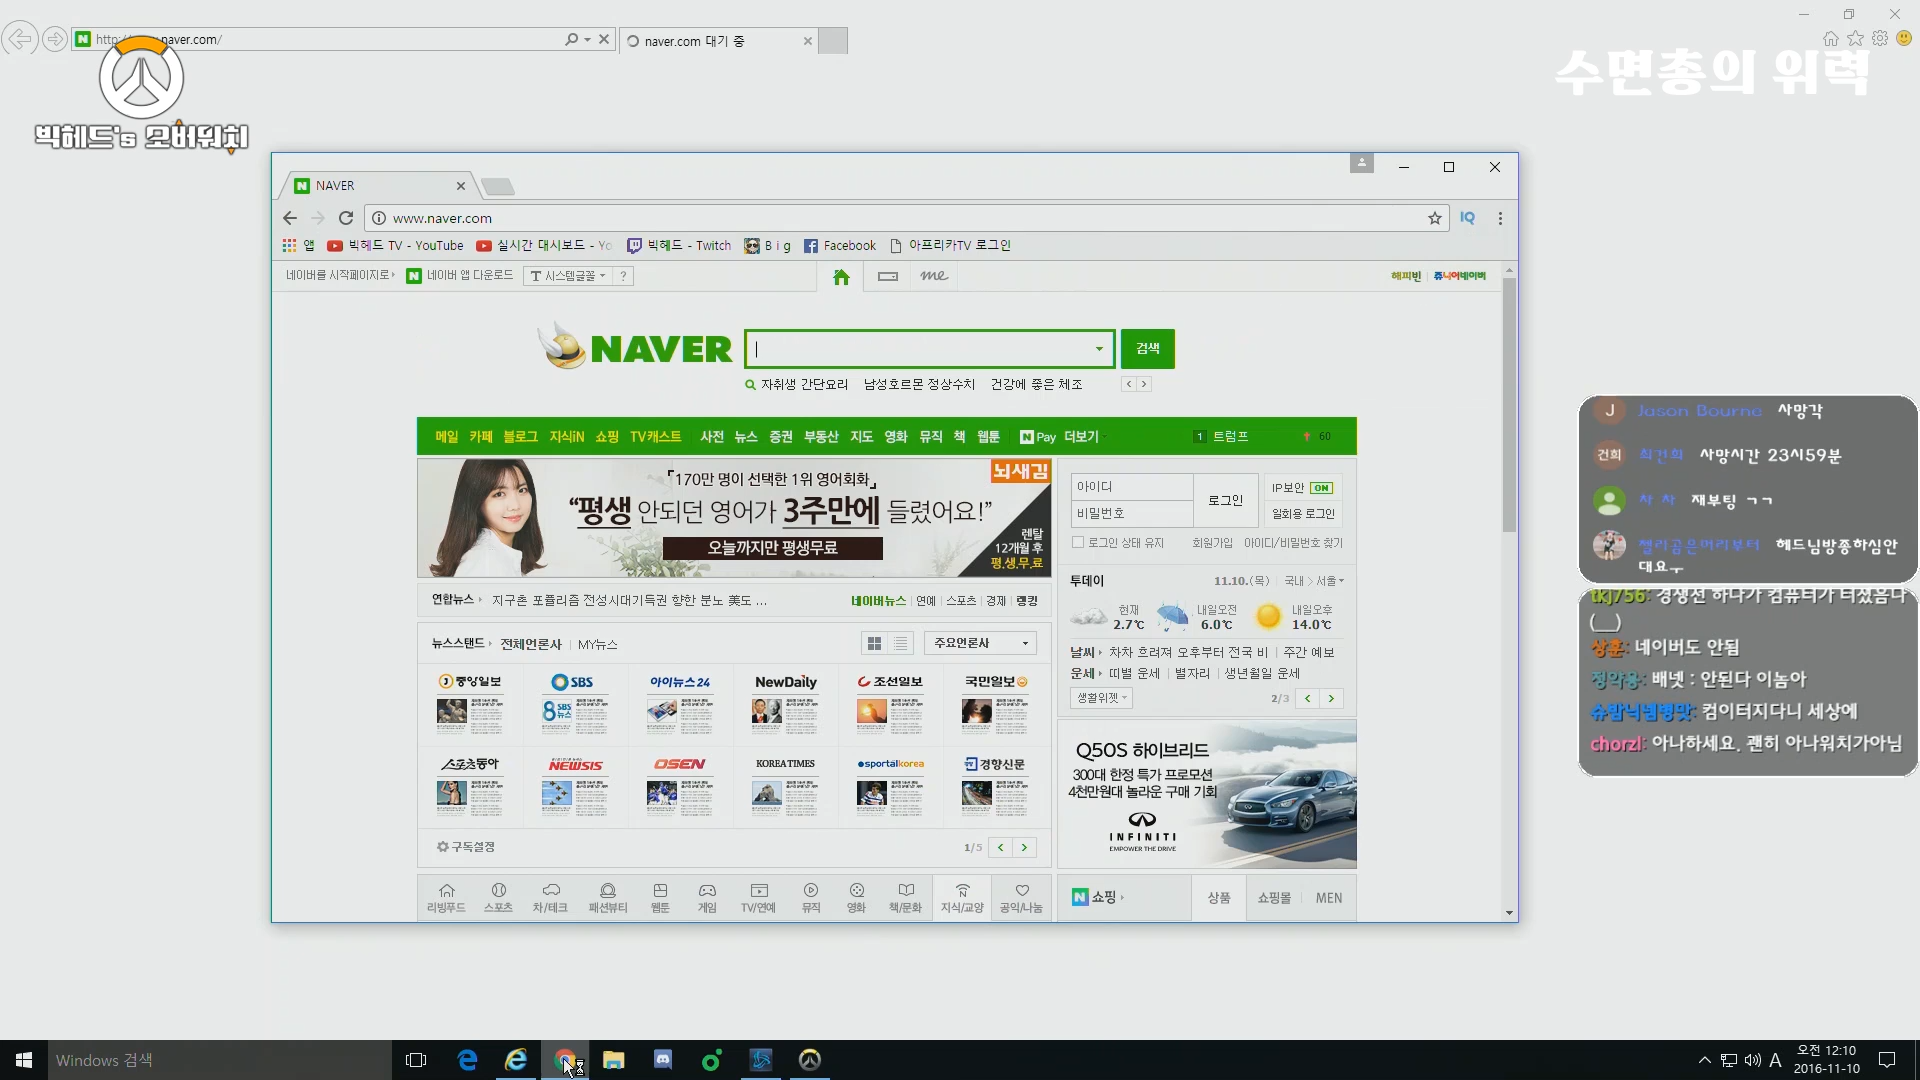 naver.com/
naver.com 대기 중
수면총의 위력
빅헤드's 오버워치
NAVER
www.naver.com
앱
빅헤드 TV - YouTube
실시간 대시보드 - Yo
빅헤드 - Twitch
B i g
Facebook
아프리카TV 로그인
네이버를 시작페이지로
네이버 앱 다운로드
시스템글꼴
?
me
해피빈
쥬니어네이버
NAVER
검색
자취생 간단요리
남성호르몬 정상수치
건강에 좋은 체조
메일 카페 블로그 지식iN 쇼핑 TV캐스트 사전 뉴스 증권 부동산 지도 영화 뮤직 책 웹툰 N Pay 더보기
1 트럼프 60
「170만 명이 선택한 1위 영어회화」
뇌새김
“평생 안되던 영어가 3주만에 들렸어요!”
오늘까지만 평생무료
렌탈
12개월 후
평.생.무.료
아이디
비밀번호
로그인
IP보안 ON
일회용 로그인
로그인 상태 유지
회원가입
아이디/비밀번호 찾기
연합뉴스
지구촌 포퓰리즘 전성시대기득권 향한 분노 美도 ...
네이버뉴스 연예 스포츠 경제 랭킹
투데이
11.10.(목) 국내 > 서울
현재 2.7℃
내일오전 6.0℃
내일오후 14.0℃
날씨 차차 흐려져 오후부터 전국 비 | 주간 예보
운세 띠별 운세 | 별자리 | 생년월일 운세
생활위젯
2/3
뉴스스탠드 전체언론사 | MY뉴스
주요언론사
중앙일보 SBS 아이뉴스24 NewDaily 조선일보 국민일보
스포츠동아 NEWSIS OSEN KOREA TIMES sportalkorea 경향신문
구독설정
1/5
Q50S 하이브리드
300대 한정 특가 프로모션
4천만원대 놀라운 구매 기회
INFINITI
EMPOWER THE DRIVE
리빙푸드 스포츠 차/테크 패션뷰티 웹툰 게임 TV/연예 뮤직 영화 책/문화 지식/교양 공익/나눔
N 쇼핑
상품
쇼핑몰
MEN
J Jason Bourne 사망각
건희 최건희 사망시간 23시59분
차 차 재부팅 ㄱㄱ
젤리곰은머리부터 헤드님방종하심안
대요ㅜ
tkj756: 경쟁전 하다가 컴퓨터가 터졌음다
(__)
상훈: 네이버도 안됨
배넷 : 안된다 이놈아
컴이터지다니 세상에
chorzl: 아나하세요, 괜히 아나워치가아님
Windows 검색
A
오전 12:10
2016-11-10